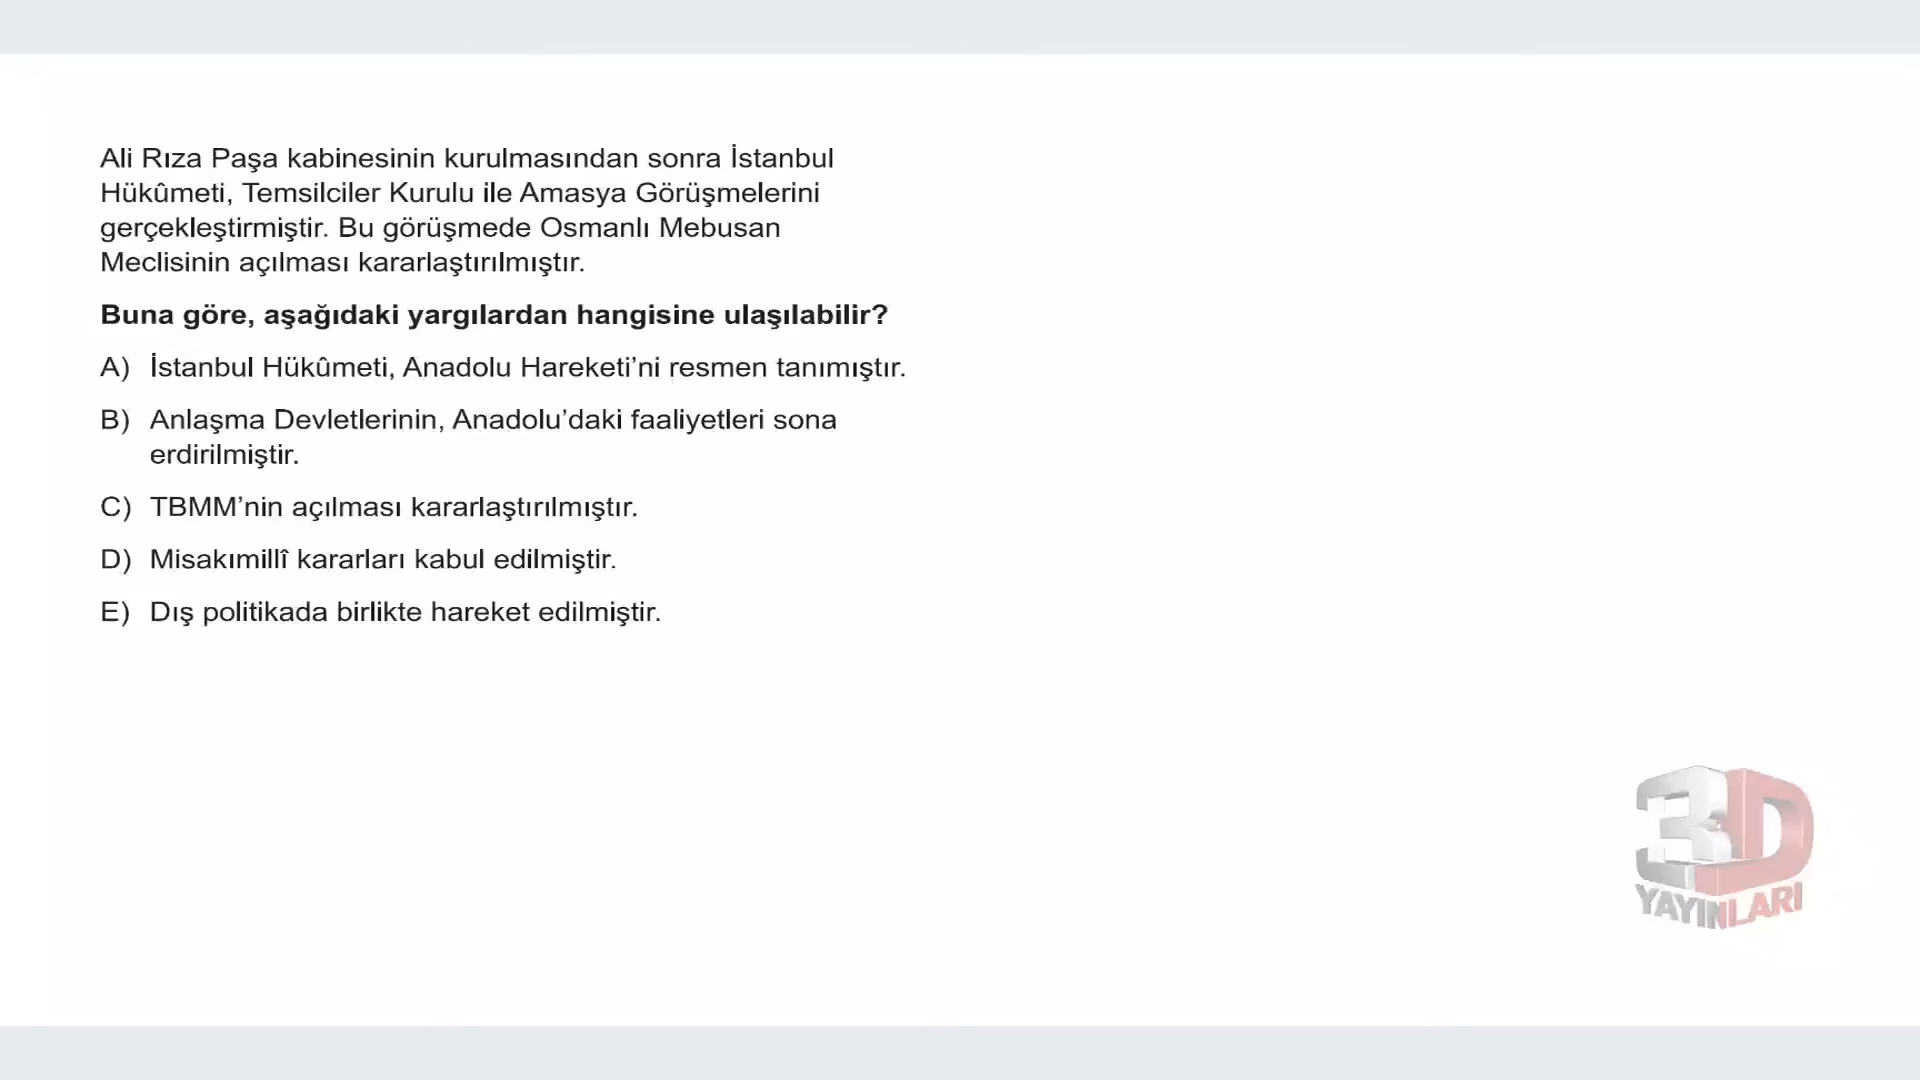 Ali Rıza Paşa kabinesinin kurulmasından sonra İstanbul
Hükûmeti, Temsilciler Kurulu ile Amasya Görüşmelerini
gerçekleştirmiştir. Bu görüşmede Osmanlı Mebusan
Meclisinin açılması kararlaştırılmıştır.
Buna göre, aşağıdaki yargılardan hangisine ulaşılabilir?
A) İstanbul Hükûmeti, Anadolu Hareketi’ni resmen tanımıştır.
B) Anlaşma Devletlerinin, Anadolu’daki faaliyetleri sona
erdirilmiştir.
C) TBMM’nin açılması kararlaştırılmıştır.
D) Misakımillî kararları kabul edilmiştir.
E) Dış politikada birlikte hareket edilmiştir.
3D
YAYINLARI